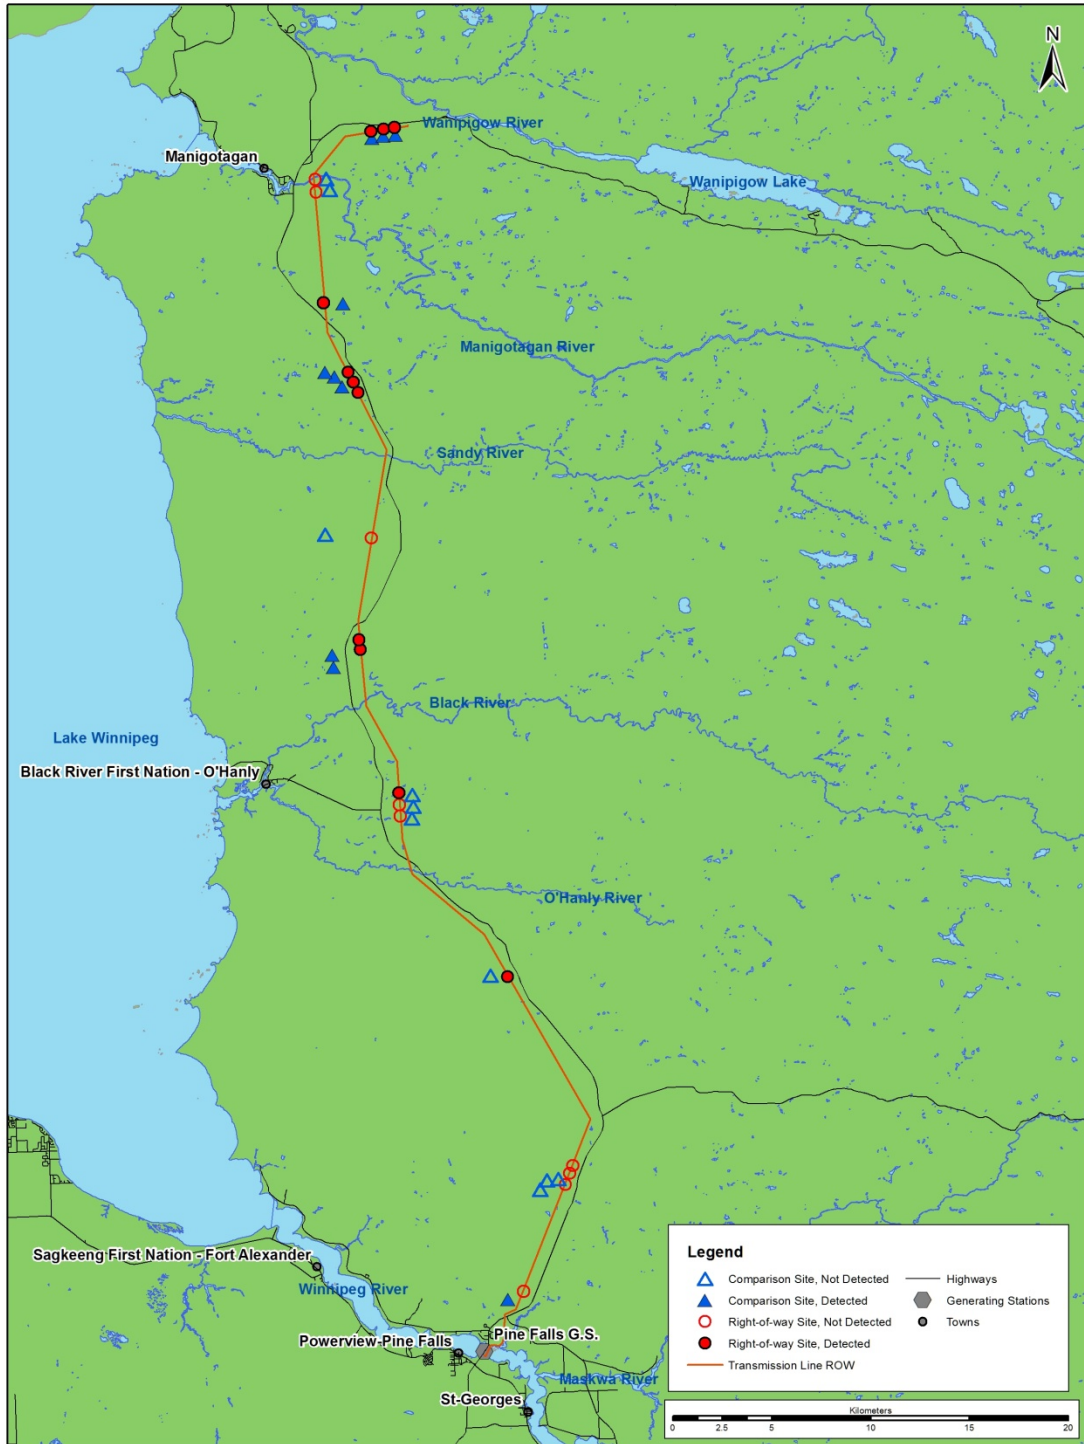 N
Wanipigow River
Manigotagan
Wanipigow Lake
Manigotagan River
Sandy River
Black River
Lake Winnipeg
Black River First Nation - O'Hanly
O'Hanly River
Sagkeeng First Nation - Fort Alexander
Winnipeg River
Pine Falls G.S.
Powerview-Pine Falls
Maskwa River
St-Georges
Legend
Comparison Site, Not Detected
Comparison Site, Detected
Right-of-way Site, Not Detected
Right-of-way Site, Detected
Transmission Line ROW
Highways
Generating Stations
Towns
Kilometers
0 2.5 5 10 15 20